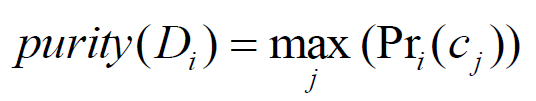 purity(D_i) = max_j (Pr_i(c_j))